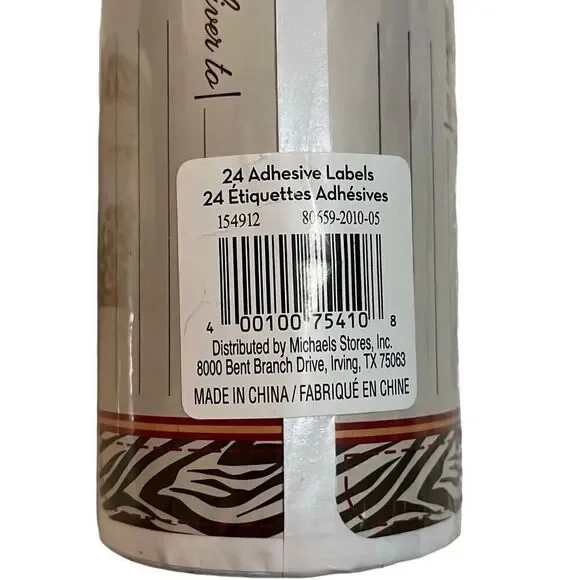 liver to
24 Adhesive Labels
24 Étiquettes Adhésives
154912 80659-2010-05
4 00100 75410 8
Distributed by Michaels Stores, Inc.
8000 Bent Branch Drive, Irving, TX 75063
MADE IN CHINA / FABRIQUÉ EN CHINE